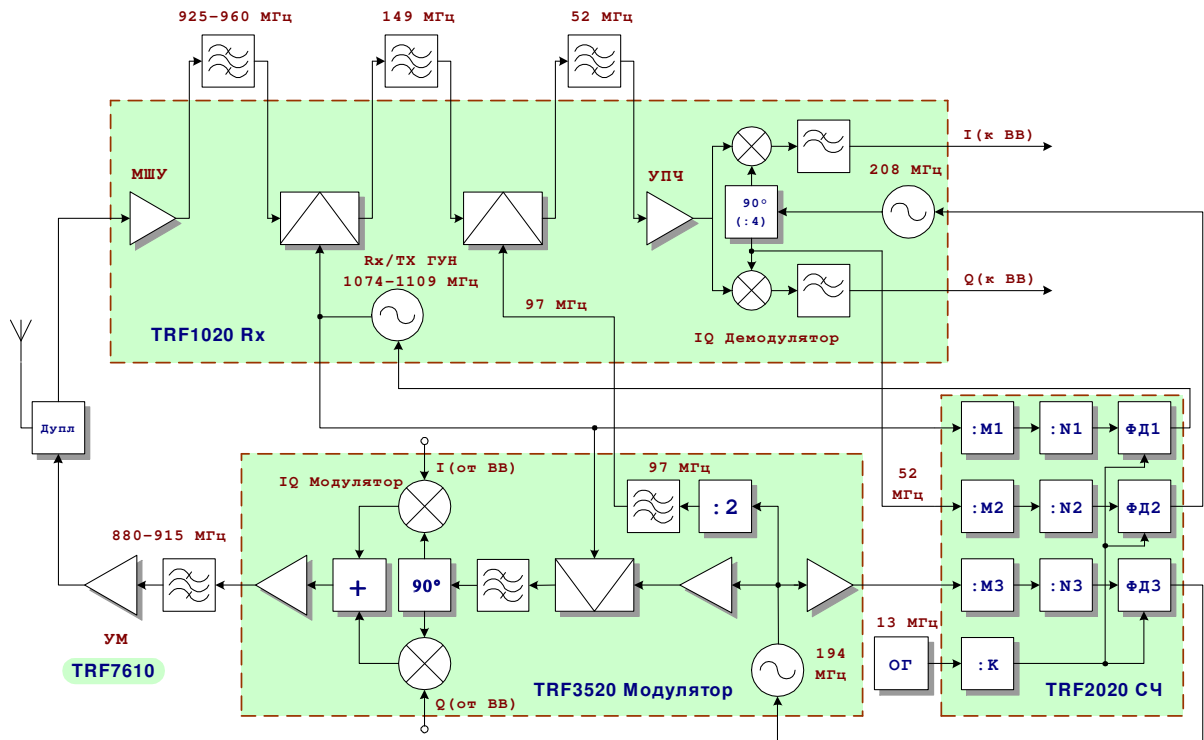 925–960 МГц
149 МГц
52 МГц
МШУ
УПЧ
I(к ВВ)
208 МГц
90°
(:4)
Rx/TX ГУН
1074–1109 МГц
97 МГц
Q(к ВВ)
TRF1020 Rx
IQ Демодулятор
Дупл
:M1
:N1
ФД1
I(от ВВ)
IQ Модулятор
97 МГц
:2
52
МГц
:M2
:N2
ФД2
880–915 МГц
+
90°
:M3
:N3
ФД3
УМ
TRF7610
13 МГц
ОГ
:K
194
МГц
TRF3520 Модулятор
Q(от ВВ)
TRF2020 СЧ